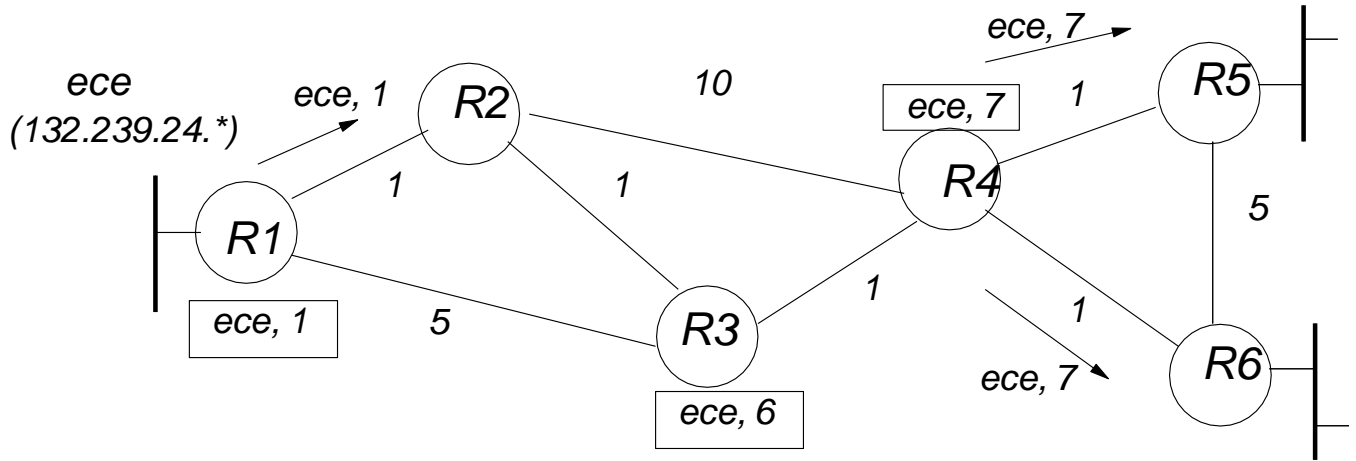 ece
(132.239.24.*)
ece, 1
R2
10
ece, 7
ece, 7
1
R5
1
1
R4
5
R1
ece, 1
5
R3
1
1
R6
ece, 7
ece, 6